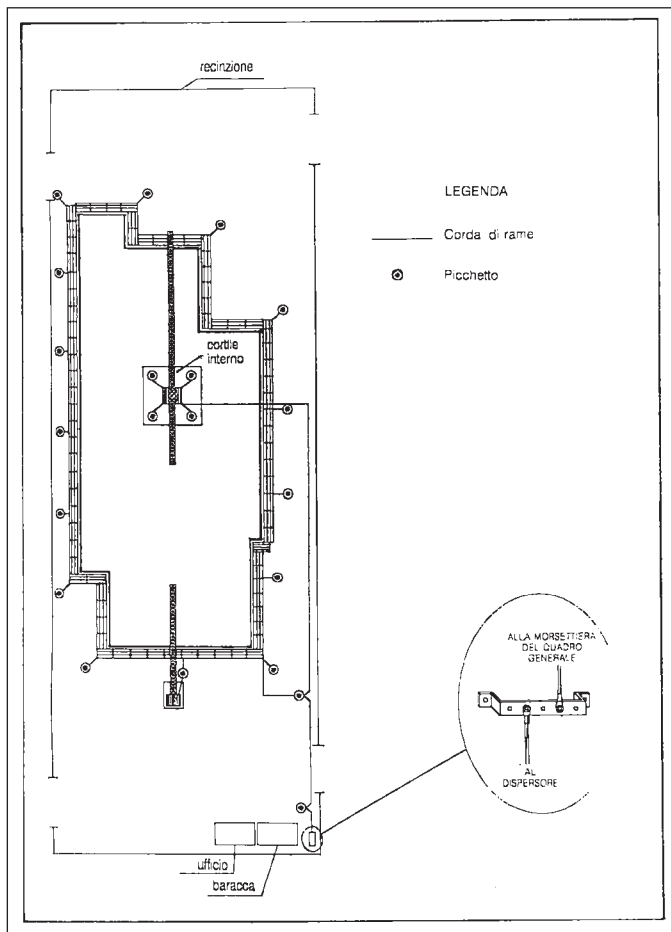 recinzione
LEGENDA
Corda di rame
Picchetto
cortile
interno
ALLA MORSETTIERA
DEL QUADRO
GENERALE
AL
DISPERSORE
ufficio
baracca